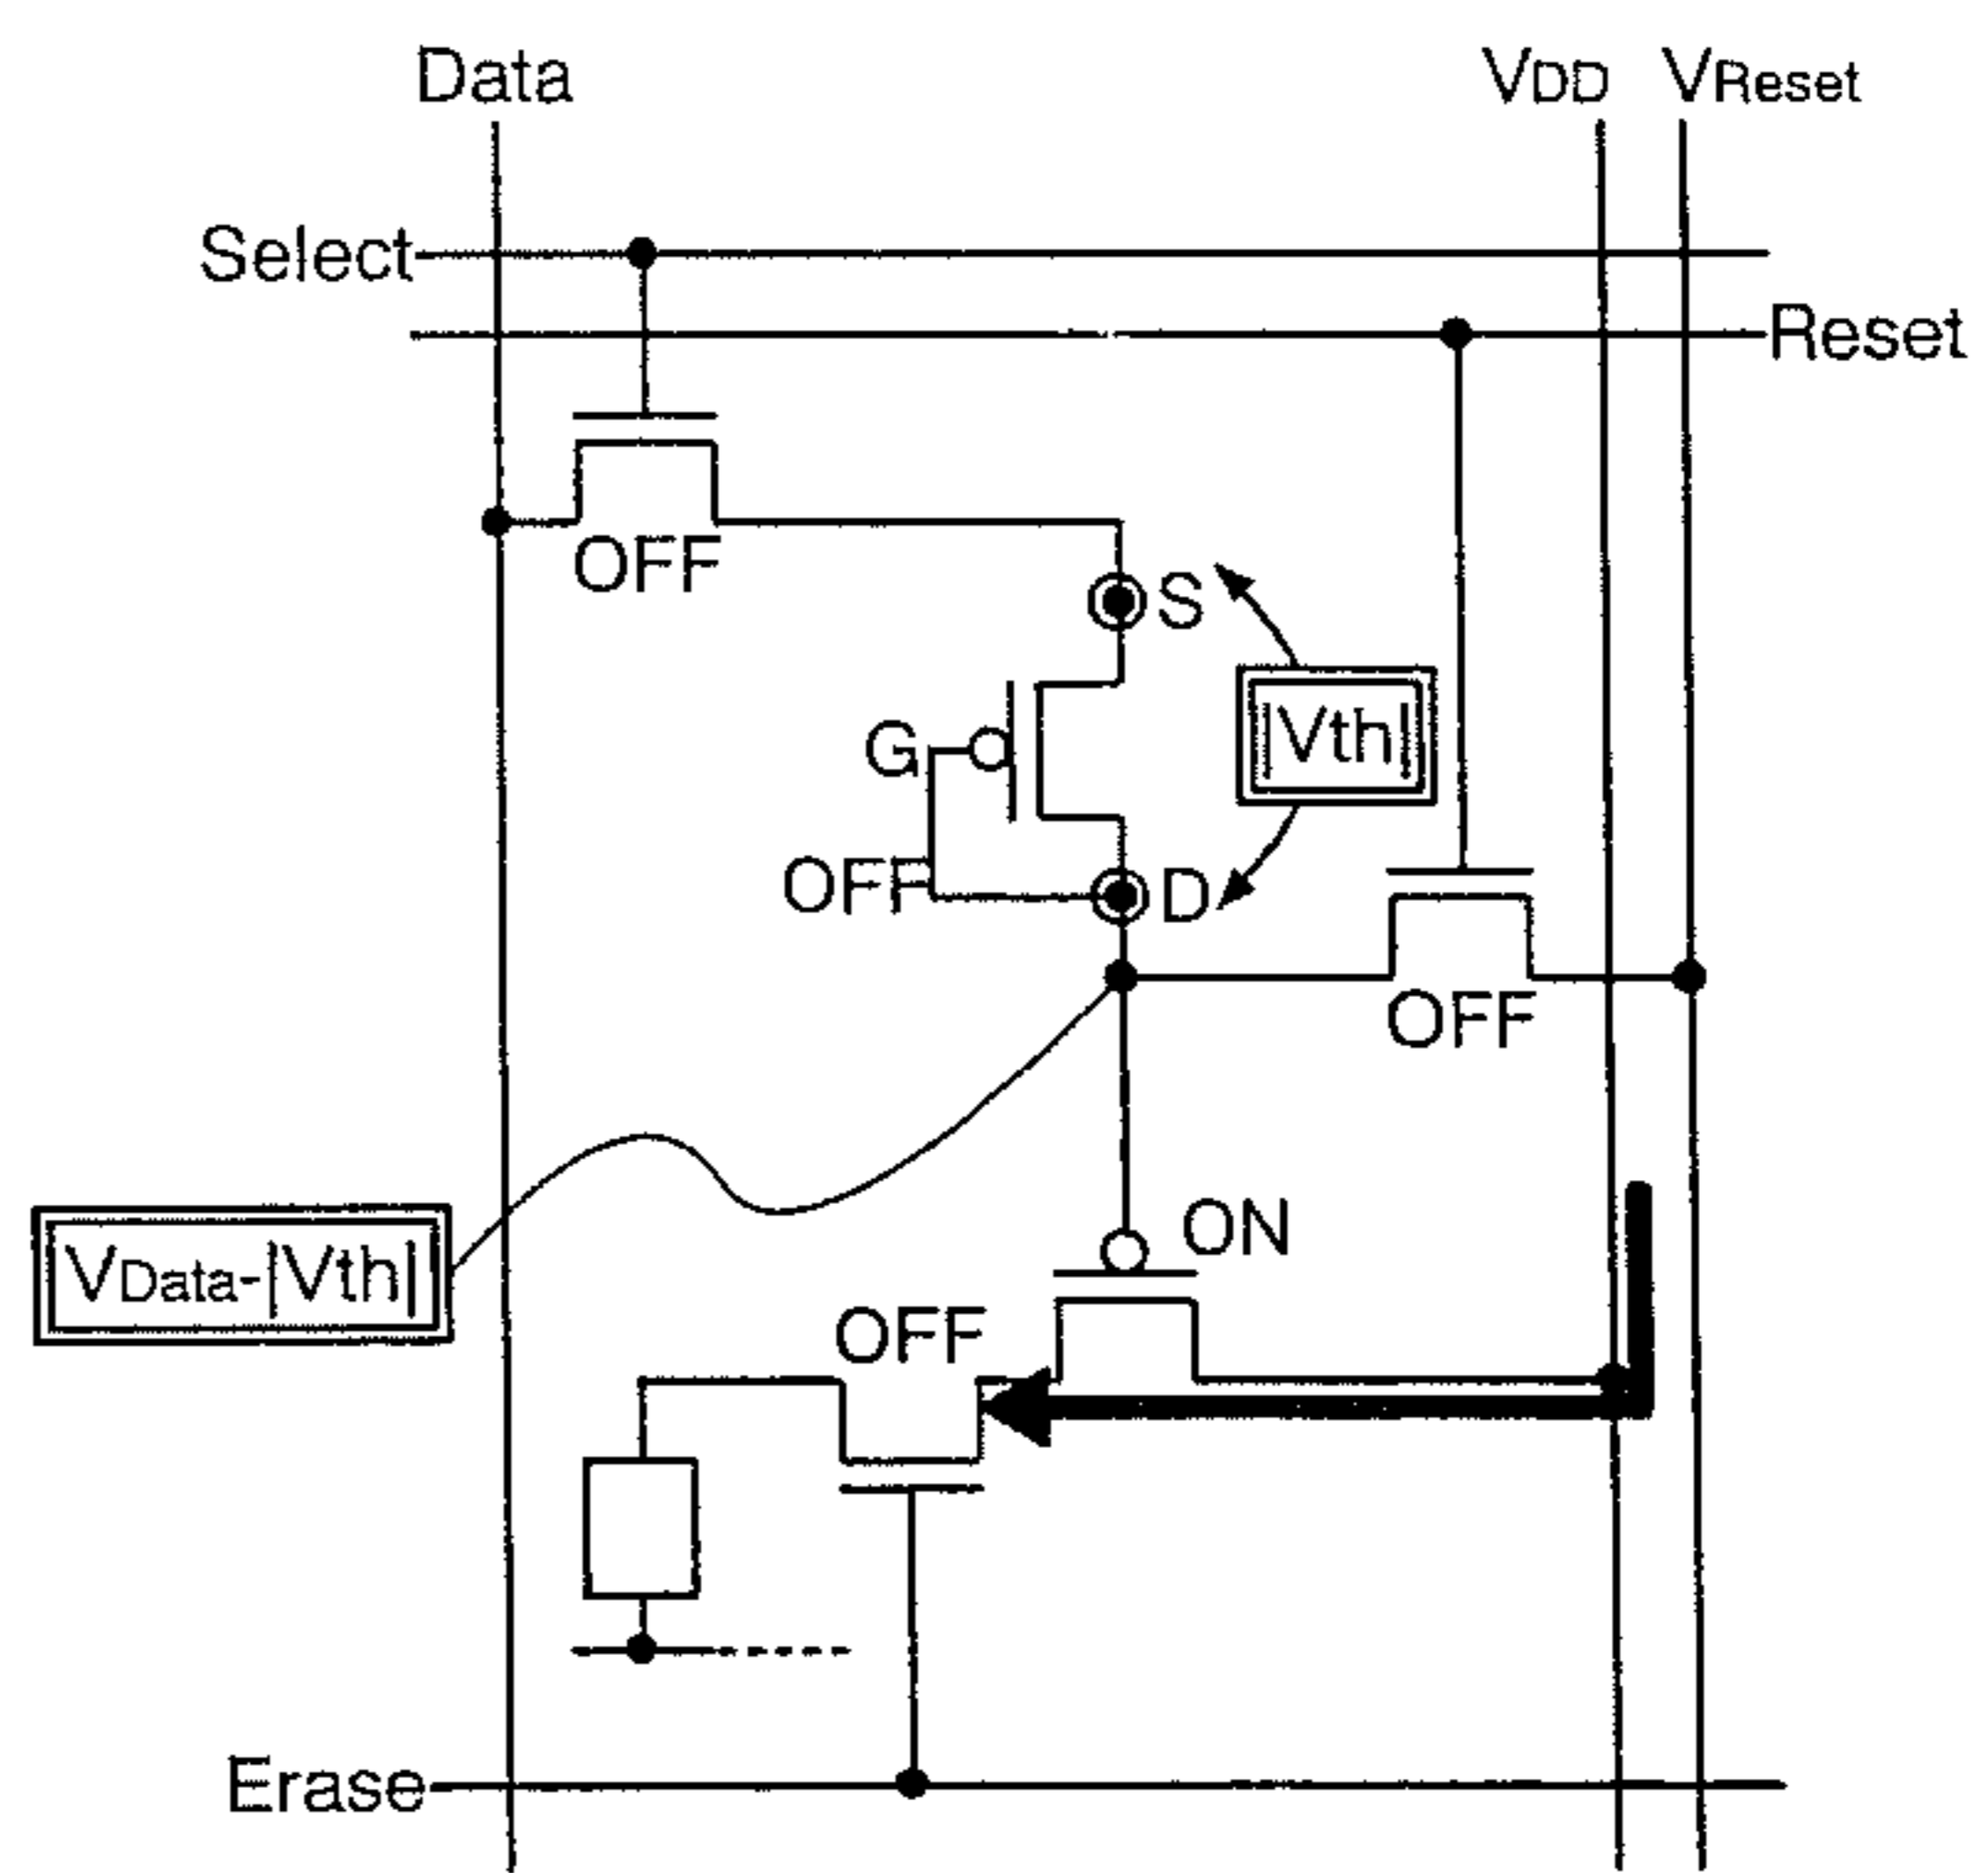 Data
VDD
VReset
Select
Reset
OFF
S
G
|Vth|
OFF
D
OFF
ON
VData-|Vth|
OFF
Erase